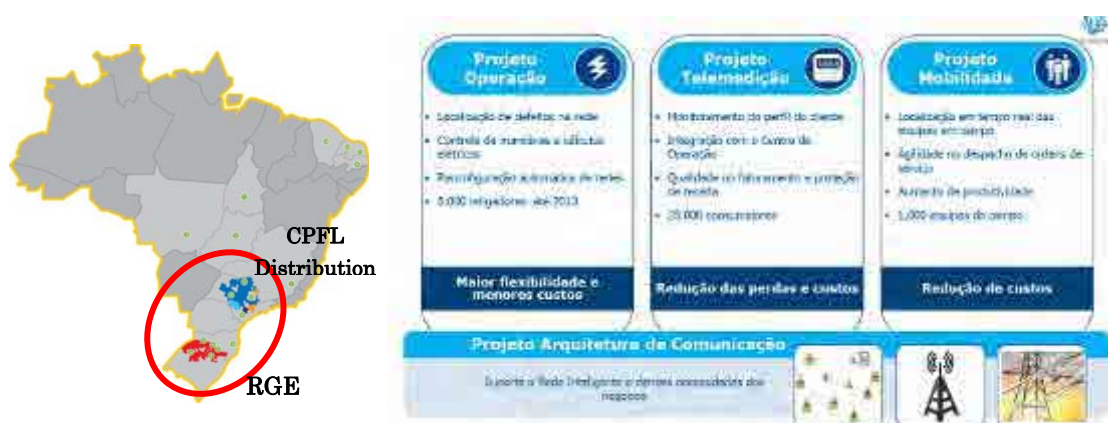 CPFL
Distribution
RGE
Projeto
Operação
• Localização de defeitos na rede
• Controle de manobras e cálculos
elétricos
• Reconfiguração automática de redes
• 5.000 religadores até 2013
Maior flexibilidade e
menores custos
Projeto
Telemedição
• Monitoramento do perfil do cliente
• Integração com o Centro de
Operação
• Qualidade no faturamento e proteção
de receita
• 25.000 consumidores
Redução das perdas e custos
Projeto
Mobilidade
• Localização em tempo real das
equipes em campo
• Agilidade no despacho de ordens de
serviço
• Aumento de produtividade
• 1.000 equipes de campo
Redução de custos
Projeto Arquitetura de Comunicação
Suporte a Rede Inteligente e demais necessidades dos
negócios